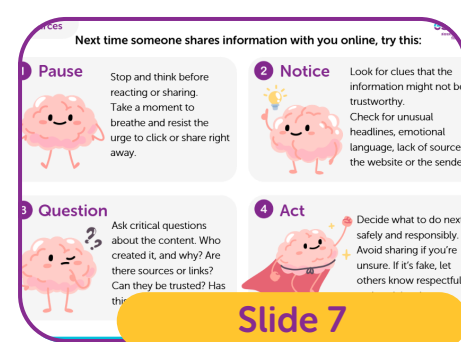 Next time someone shares information with you online, try this:
1 Pause
Stop and think before
reacting or sharing.
Take a moment to
breathe and resist the
urge to click or share right
away.
2 Notice
Look for clues that the
information might not be
trustworthy.
Check for unusual
headlines, emotional
language, lack of source
the website or the sende
3 Question
Ask critical questions
about the content. Who
created it, and why? Are
there sources or links?
Can they be trusted? Has
4 Act
Decide what to do nex
safely and responsibly.
Avoid sharing if you're
unsure. If it's fake, let
others know respectful
Slide 7